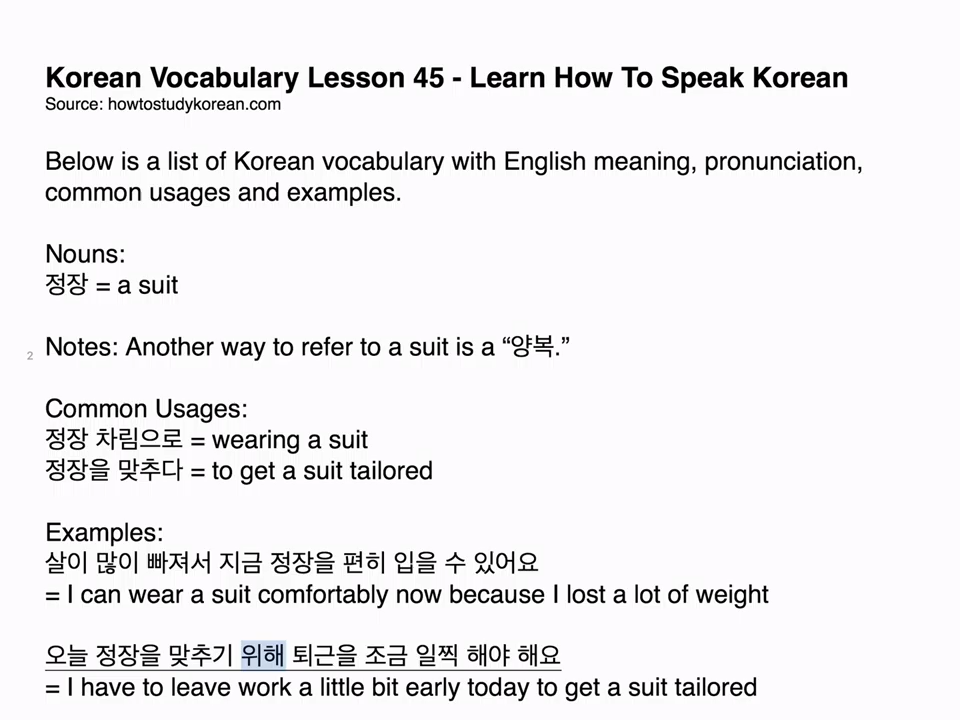 Korean Vocabulary Lesson 45 - Learn How To Speak Korean
Source: howtostudykorean.com
Below is a list of Korean vocabulary with English meaning, pronunciation,
common usages and examples.
Nouns:
정장 = a suit
2
Notes: Another way to refer to a suit is a “양복.”
Common Usages:
정장 차림으로 = wearing a suit
정장을 맞추다 = to get a suit tailored
Examples:
살이 많이 빠져서 지금 정장을 편히 입을 수 있어요
= I can wear a suit comfortably now because I lost a lot of weight
오늘 정장을 맞추기 위해 퇴근을 조금 일찍 해야 해요
= I have to leave work a little bit early today to get a suit tailored